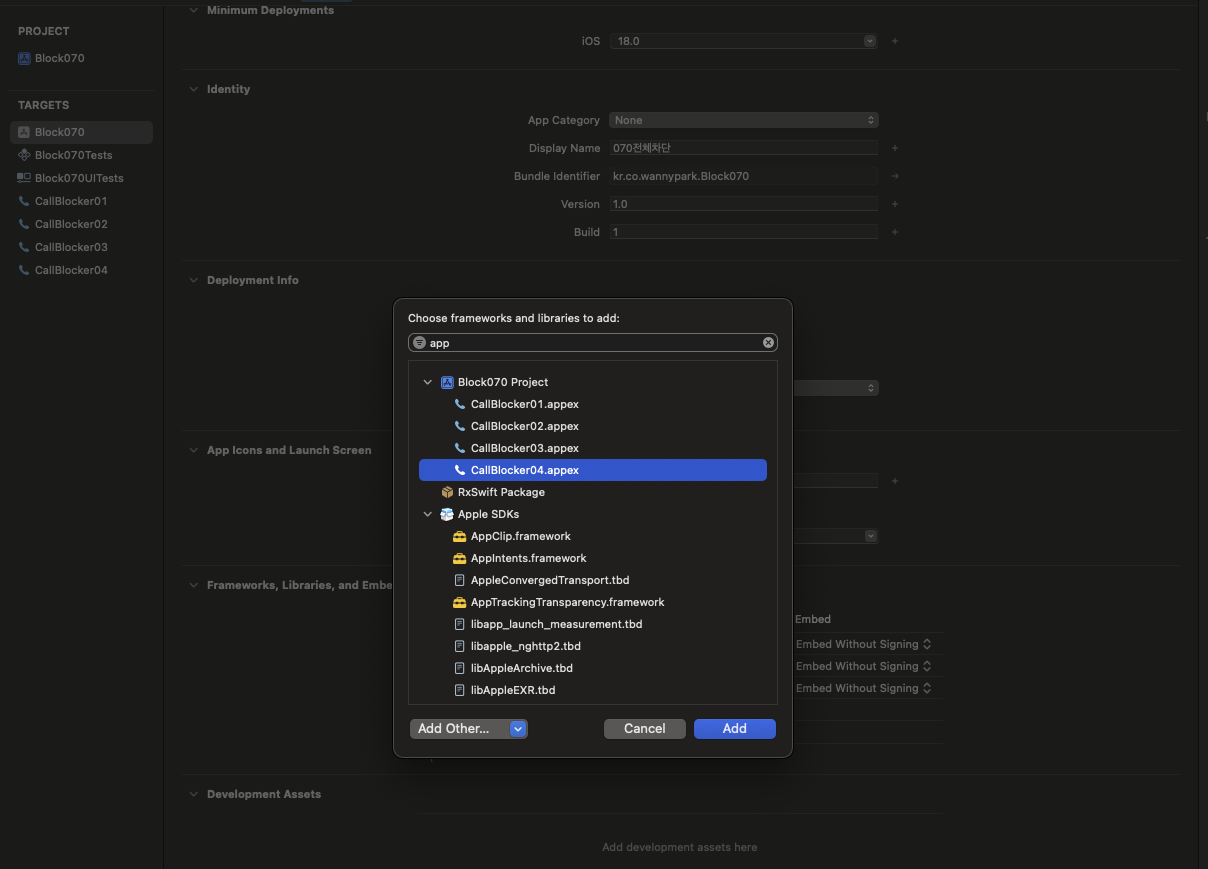 Minimum Deployments
PROJECT
iOS 18.0
Block070
Identity
TARGETS
App Category None
Block070
Display Name 070전체차단
Block070Tests
Bundle Identifier kr.co.wannypark.Block070
Block070UITests
Version 1.0
CallBlocker01
CallBlocker02
Build 1
CallBlocker03
CallBlocker04
Deployment Info
Choose frameworks and libraries to add:
app
Block070 Project
CallBlocker01.appex
CallBlocker02.appex
CallBlocker03.appex
CallBlocker04.appex
RxSwift Package
Apple SDKs
AppClip.framework
AppIntents.framework
AppleConvergedTransport.tbd
AppTrackingTransparency.framework
libapp_launch_measurement.tbd
libapple_nghttp2.tbd
libAppleArchive.tbd
libAppleEXR.tbd
Add Other...
Cancel
Add
App Icons and Launch Screen
Frameworks, Libraries, and Embe
Embed
Embed Without Signing
Embed Without Signing
Embed Without Signing
Development Assets
Add development assets here